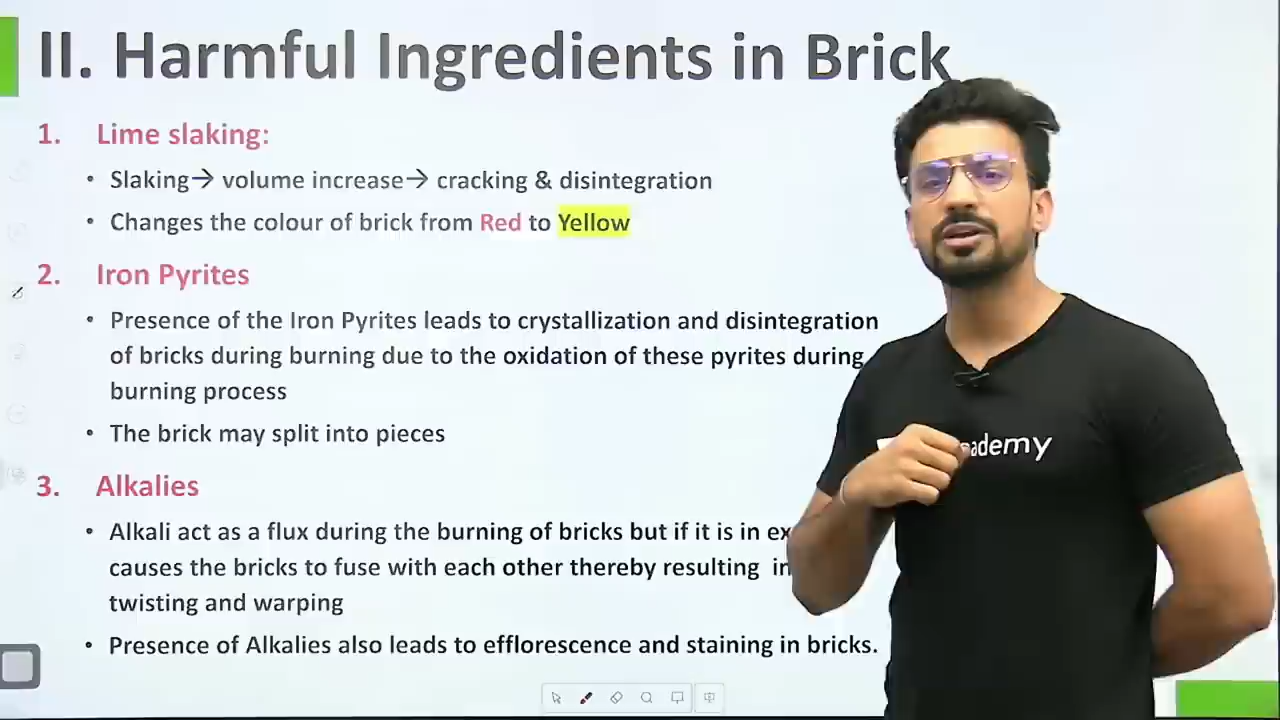 II. Harmful Ingredients in Brick
1. Lime slaking:
• Slaking→ volume increase→ cracking & disintegration
• Changes the colour of brick from Red to Yellow
2. Iron Pyrites
• Presence of the Iron Pyrites leads to crystallization and disintegration
of bricks during burning due to the oxidation of these pyrites during
burning process
• The brick may split into pieces
3. Alkalies
• Alkali act as a flux during the burning of bricks but if it is in ex
causes the bricks to fuse with each other thereby resulting in
twisting and warping
• Presence of Alkalies also leads to efflorescence and staining in bricks.
ademy